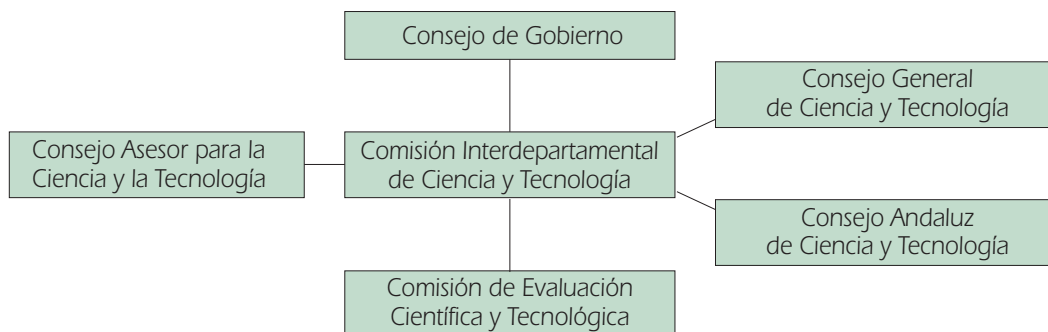 Consejo de Gobierno
Consejo General
de Ciencia y Tecnología
Consejo Asesor para la
Ciencia y la Tecnología
Comisión Interdepartamental
de Ciencia y Tecnología
Consejo Andaluz
de Ciencia y Tecnología
Comisión de Evaluación
Científica y Tecnológica